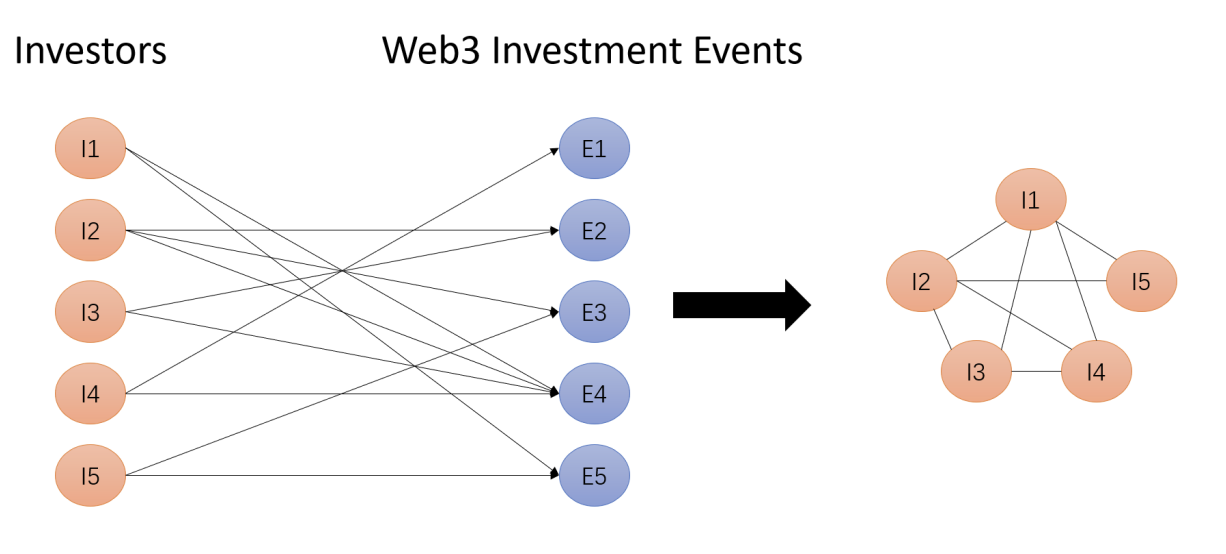 Investors
Web3 Investment Events
I1
I2
I3
I4
I5
E1
E2
E3
E4
E5
I1
I2
I5
I3
I4